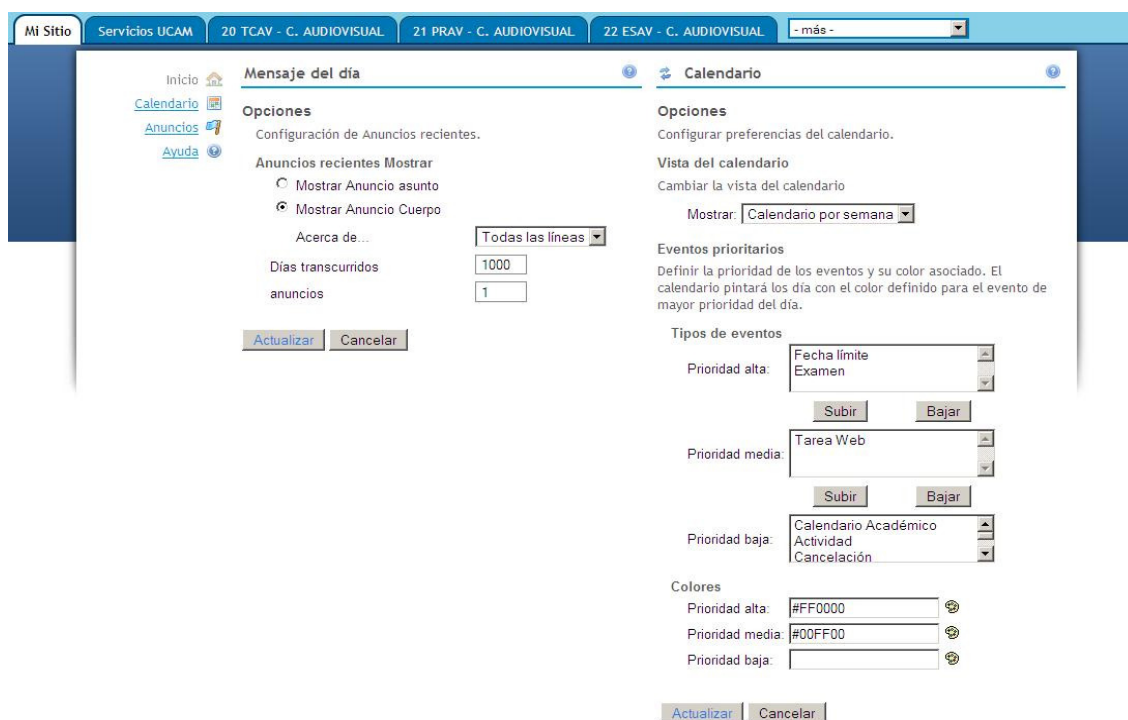 Mi Sitio
Servicios UCAM
20 TCAV - C. AUDIOVISUAL
21 PRAV - C. AUDIOVISUAL
22 ESAV - C. AUDIOVISUAL
- más -
Inicio
Calendario
Anuncios
Ayuda
Mensaje del día
Opciones
Configuración de Anuncios recientes.
Anuncios recientes Mostrar
Mostrar Anuncio asunto
Mostrar Anuncio Cuerpo
Acerca de... Todas las líneas
Días transcurridos 1000
anuncios 1
Actualizar Cancelar
Calendario
Opciones
Configurar preferencias del calendario.
Vista del calendario
Cambiar la vista del calendario
Mostrar: Calendario por semana
Eventos prioritarios
Definir la prioridad de los eventos y su color asociado. El
calendario pintará los día con el color definido para el evento de
mayor prioridad del día.
Tipos de eventos
Prioridad alta:
Fecha límite
Examen
Subir Bajar
Prioridad media:
Tarea Web
Subir Bajar
Prioridad baja:
Calendario Académico
Actividad
Cancelación
Colores
Prioridad alta: #FF0000
Prioridad media: #00FF00
Prioridad baja:
Actualizar Cancelar